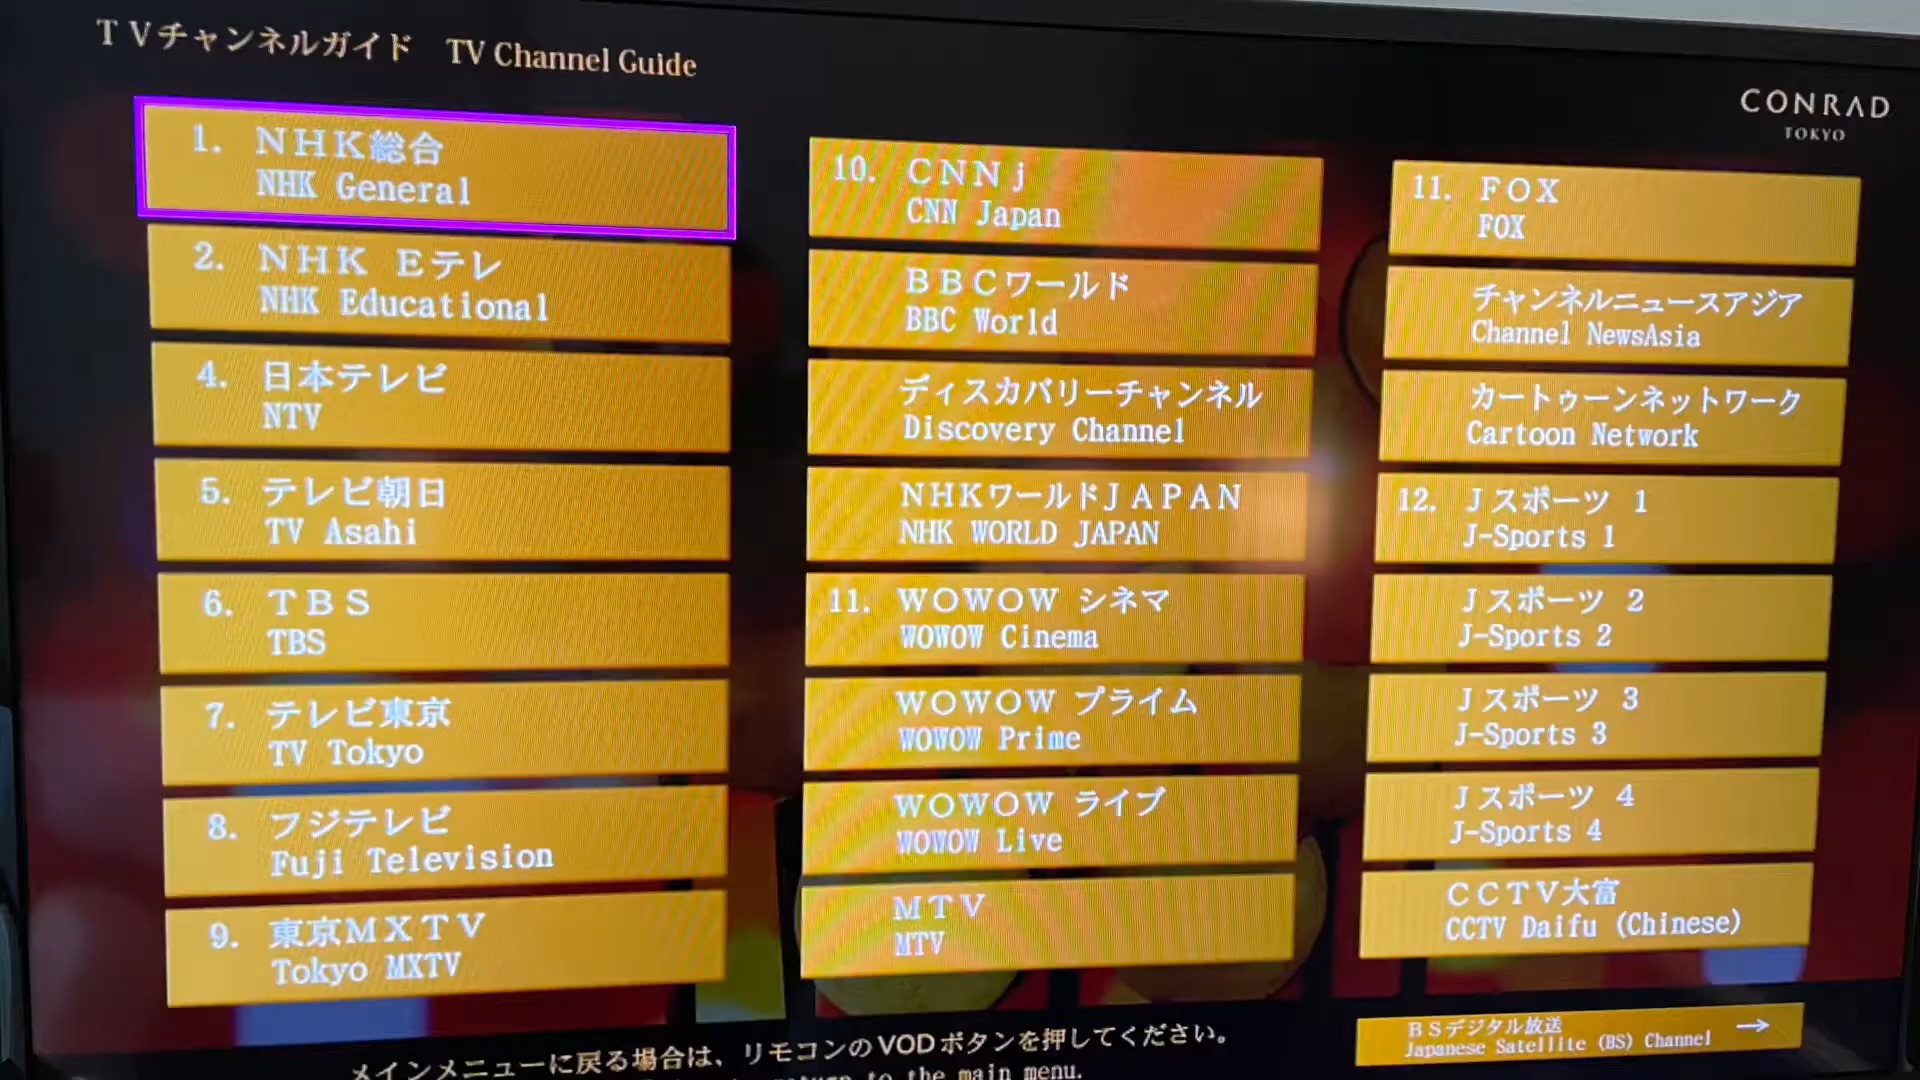 TVチャンネルガイド TV Channel Guide
CONRAD
TOKYO
1. NHK総合
NHK General
2. NHK Eテレ
NHK Educational
4. 日本テレビ
NTV
5. テレビ朝日
TV Asahi
6. TBS
TBS
7. テレビ東京
TV Tokyo
8. フジテレビ
Fuji Television
9. 東京MXTV
Tokyo MXTV
10. CNNj
CNN Japan
BBCワールド
BBC World
ディスカバリーチャンネル
Discovery Channel
NHKワールドJAPAN
NHK WORLD JAPAN
11. WOWOW シネマ
WOWOW Cinema
WOWOW プライム
WOWOW Prime
WOWOW ライブ
WOWOW Live
MTV
MTV
11. FOX
FOX
チャンネルニュースアジア
Channel NewsAsia
カートゥーンネットワーク
Cartoon Network
12. Jスポーツ 1
J-Sports 1
Jスポーツ 2
J-Sports 2
Jスポーツ 3
J-Sports 3
Jスポーツ 4
J-Sports 4
CCTV大富
CCTV Daifu (Chinese)
BSデジタル放送 →
Japanese Satellite (BS) Channel
メインメニューに戻る場合は、リモコンのVODボタンを押してください。
to the main menu.